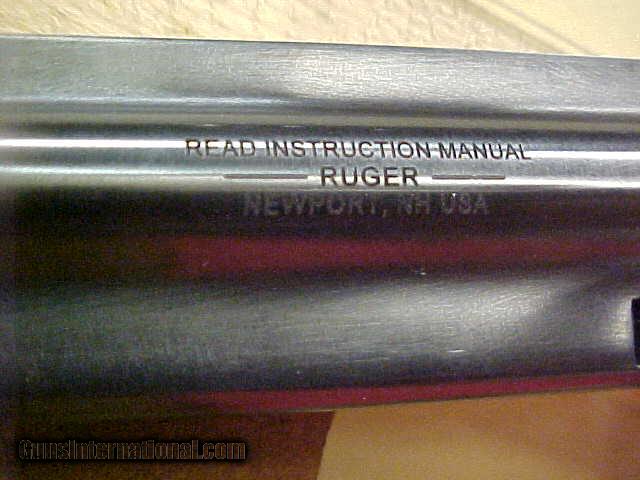 READ INSTRUCTION MANUAL
RUGER
NEWPORT, NH USA
GunsInternational.com